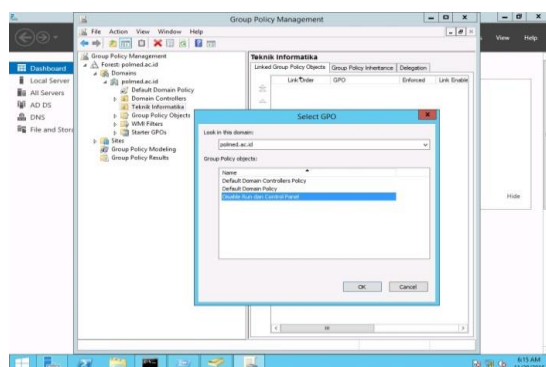 Group Policy Management
File Action View Window Help
View Help
Dashboard
Local Server
All Servers
AD DS
DNS
File and Stor
Group Policy Management
Forest: polmed.ac.id
Domains
polmed.ac.id
Default Domain Policy
Domain Controllers
Teknik Informatika
Group Policy Objects
WMI Filters
Starter GPOs
Sites
Group Policy Modeling
Group Policy Results
Teknik Informatika
Linked Group Policy Objects Group Policy Inheritance Delegation
Link Order GPO Enforced Link Enable
Select GPO
Look in this domain:
polmed.ac.id
Group Policy objects:
Name
Default Domain Controllers Policy
Default Domain Policy
Disable Run dan Control Panel
OK Cancel
Hide
6:15 AM